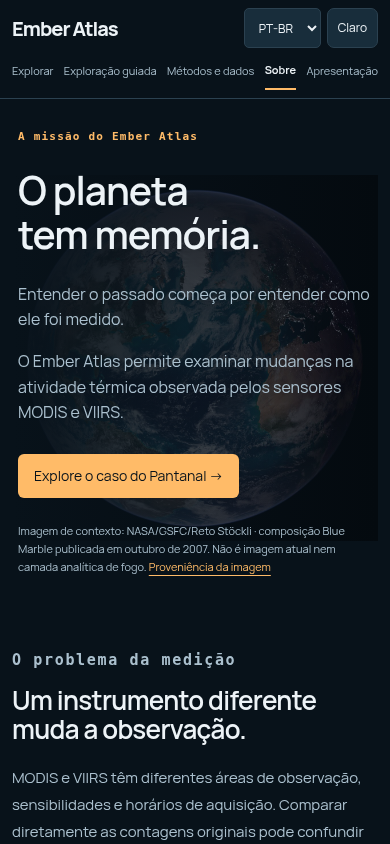 Ember Atlas
PT-BR
Claro
Explorar Exploração guiada Métodos e dados Sobre Apresentação
A missão do Ember Atlas
O planeta
tem memória.
Entender o passado começa por entender como
ele foi medido.
O Ember Atlas permite examinar mudanças na
atividade térmica observada pelos sensores
MODIS e VIIRS.
Explore o caso do Pantanal →
Imagem de contexto: NASA/GSFC/Reto Stöckli · composição Blue
Marble publicada em outubro de 2007. Não é imagem atual nem
camada analítica de fogo. Proveniência da imagem
O problema da medição
Um instrumento diferente
muda a observação.
MODIS e VIIRS têm diferentes áreas de observação,
sensibilidades e horários de aquisição. Comparar
diretamente as contagens originais pode confundir